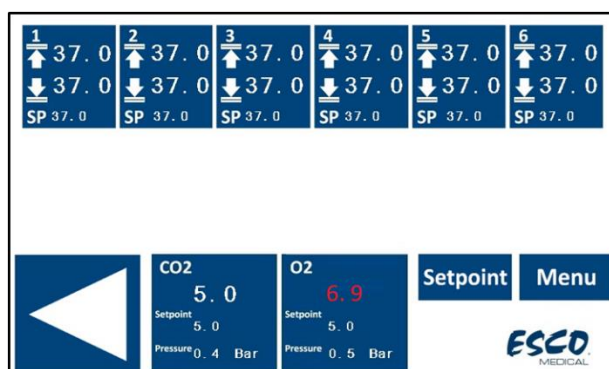 1 2 3 4 5 6
37.0 37.0 37.0 37.0 37.0 37.0
37.0 37.0 37.0 37.0 37.0 37.0
SP 37.0 SP 37.0 SP 37.0 SP 37.0 SP 37.0 SP 37.0
CO2
5.0
Setpoint
5.0
Pressure 0.4 Bar
O2
6.9
Setpoint
5.0
Pressure 0.5 Bar
Setpoint
Menu
ESCO
MEDICAL